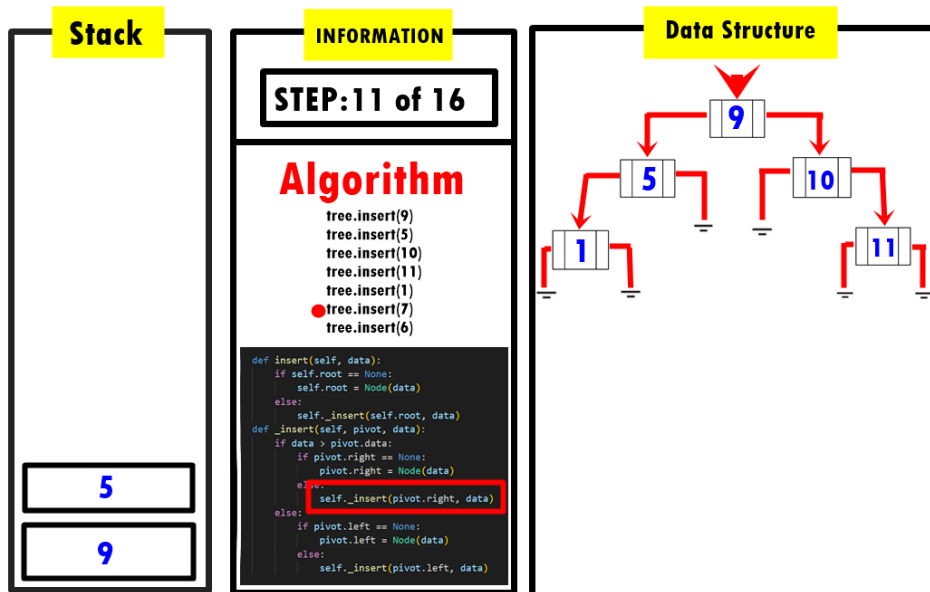 Stack
5
9
INFORMATION
STEP:11 of 16
Algorithm
tree.insert(9)
tree.insert(5)
tree.insert(10)
tree.insert(11)
tree.insert(1)
tree.insert(7)
tree.insert(6)
def insert(self, data):
    if self.root == None:
        self.root = Node(data)
    else:
        self._insert(self.root, data)
def _insert(self, pivot, data):
    if data > pivot.data:
        if pivot.right == None:
            pivot.right = Node(data)
        else:
            self._insert(pivot.right, data)
    else:
        if pivot.left == None:
            pivot.left = Node(data)
        else:
            self._insert(pivot.left, data)
Data Structure
9
5
10
1
11